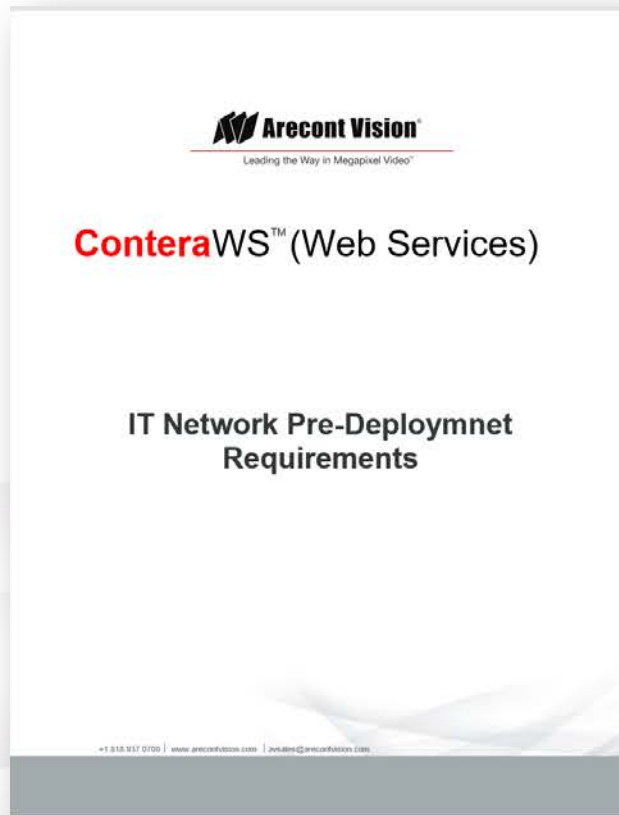 Arecont Vision®
Leading the Way in Megapixel Video™
ConteraWS™ (Web Services)
IT Network Pre-Deploymnet
Requirements
+1.818.937.0700 | www.arecontvision.com | avsales@arecontvision.com